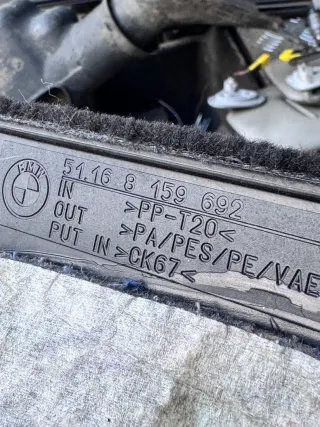 BMW
51.16 8 159 692
IN >PP-T20<
OUT >PA/PES/PE/VAE
PUT IN >CK67<